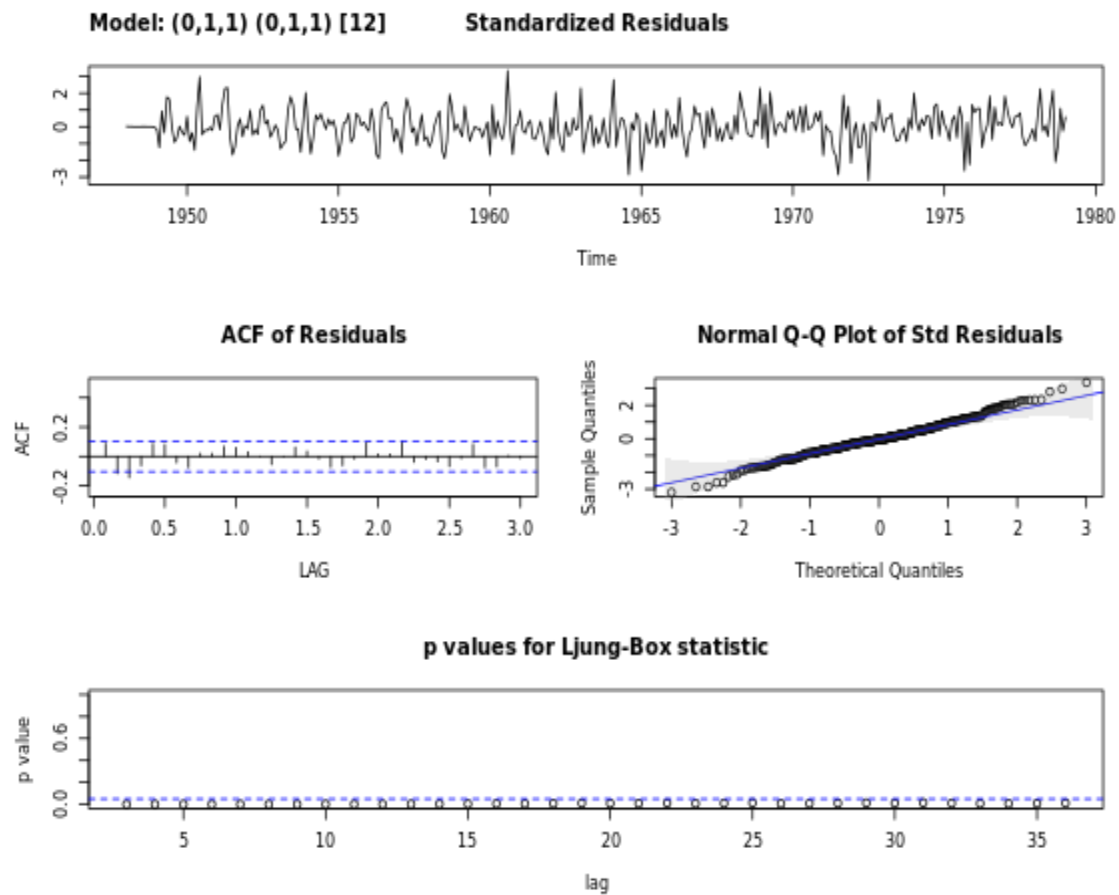 Model: (0,1,1) (0,1,1) [12] Standardized Residuals
2
0
-3
1950 1955 1960 1965 1970 1975 1980
Time
ACF of Residuals
ACF
0.2
-0.2
0.0 0.5 1.0 1.5 2.0 2.5 3.0
LAG
Normal Q-Q Plot of Std Residuals
Sample Quantiles
2
0
-3
-3 -2 -1 0 1 2 3
Theoretical Quantiles
p values for Ljung-Box statistic
p value
0.6
0.0
5 10 15 20 25 30 35
lag